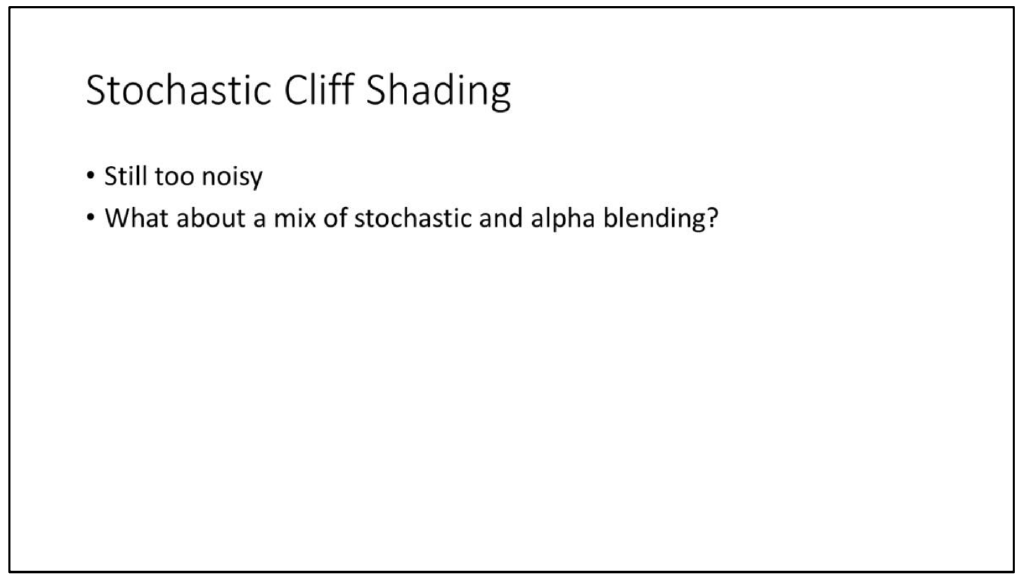 Stochastic Cliff Shading
• Still too noisy
• What about a mix of stochastic and alpha blending?